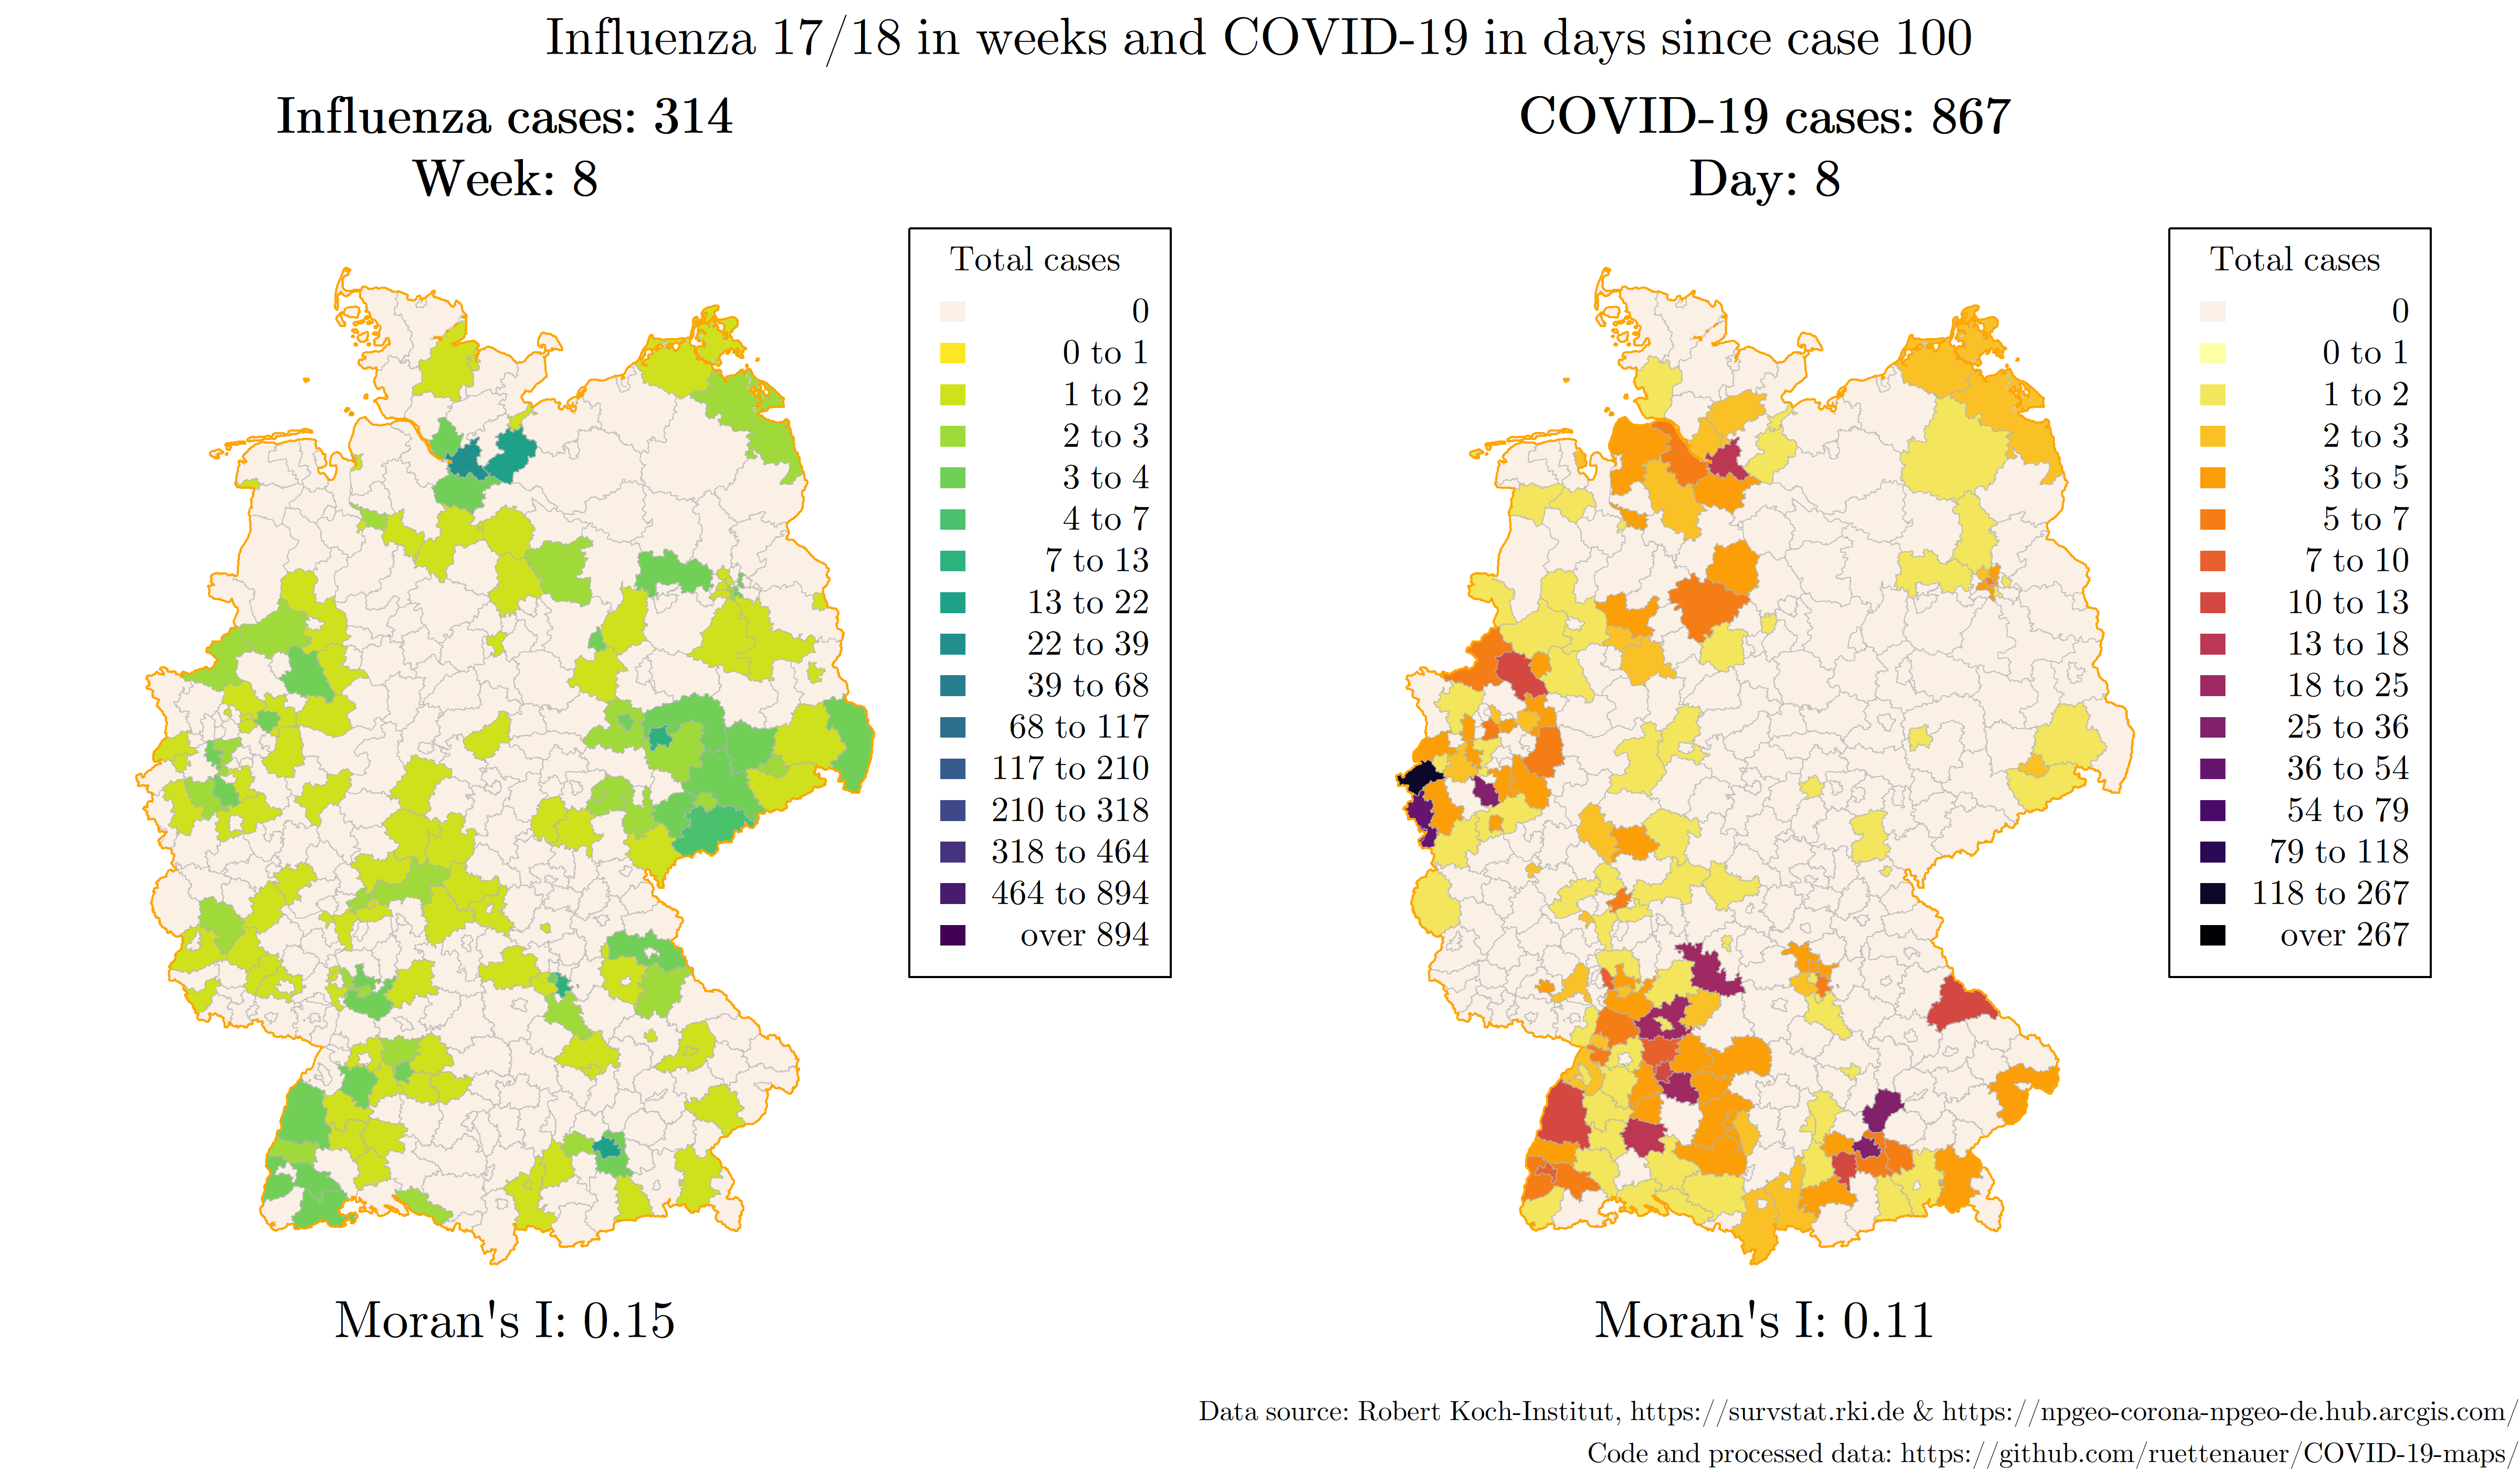 Influenza 17/18 in weeks and COVID-19 in days since case 100
Influenza cases: 314
Week: 8
Total cases
0
0 to 1
1 to 2
2 to 3
3 to 4
4 to 7
7 to 13
13 to 22
22 to 39
39 to 68
68 to 117
117 to 210
210 to 318
318 to 464
464 to 894
over 894
Moran's I: 0.15
COVID-19 cases: 867
Day: 8
Total cases
0
0 to 1
1 to 2
2 to 3
3 to 5
5 to 7
7 to 10
10 to 13
13 to 18
18 to 25
25 to 36
36 to 54
54 to 79
79 to 118
118 to 267
over 267
Moran's I: 0.11
Data source: Robert Koch-Institut, https://survstat.rki.de & https://npgeo-corona-npgeo-de.hub.arcgis.com/
Code and processed data: https://github.com/ruettenauer/COVID-19-maps/